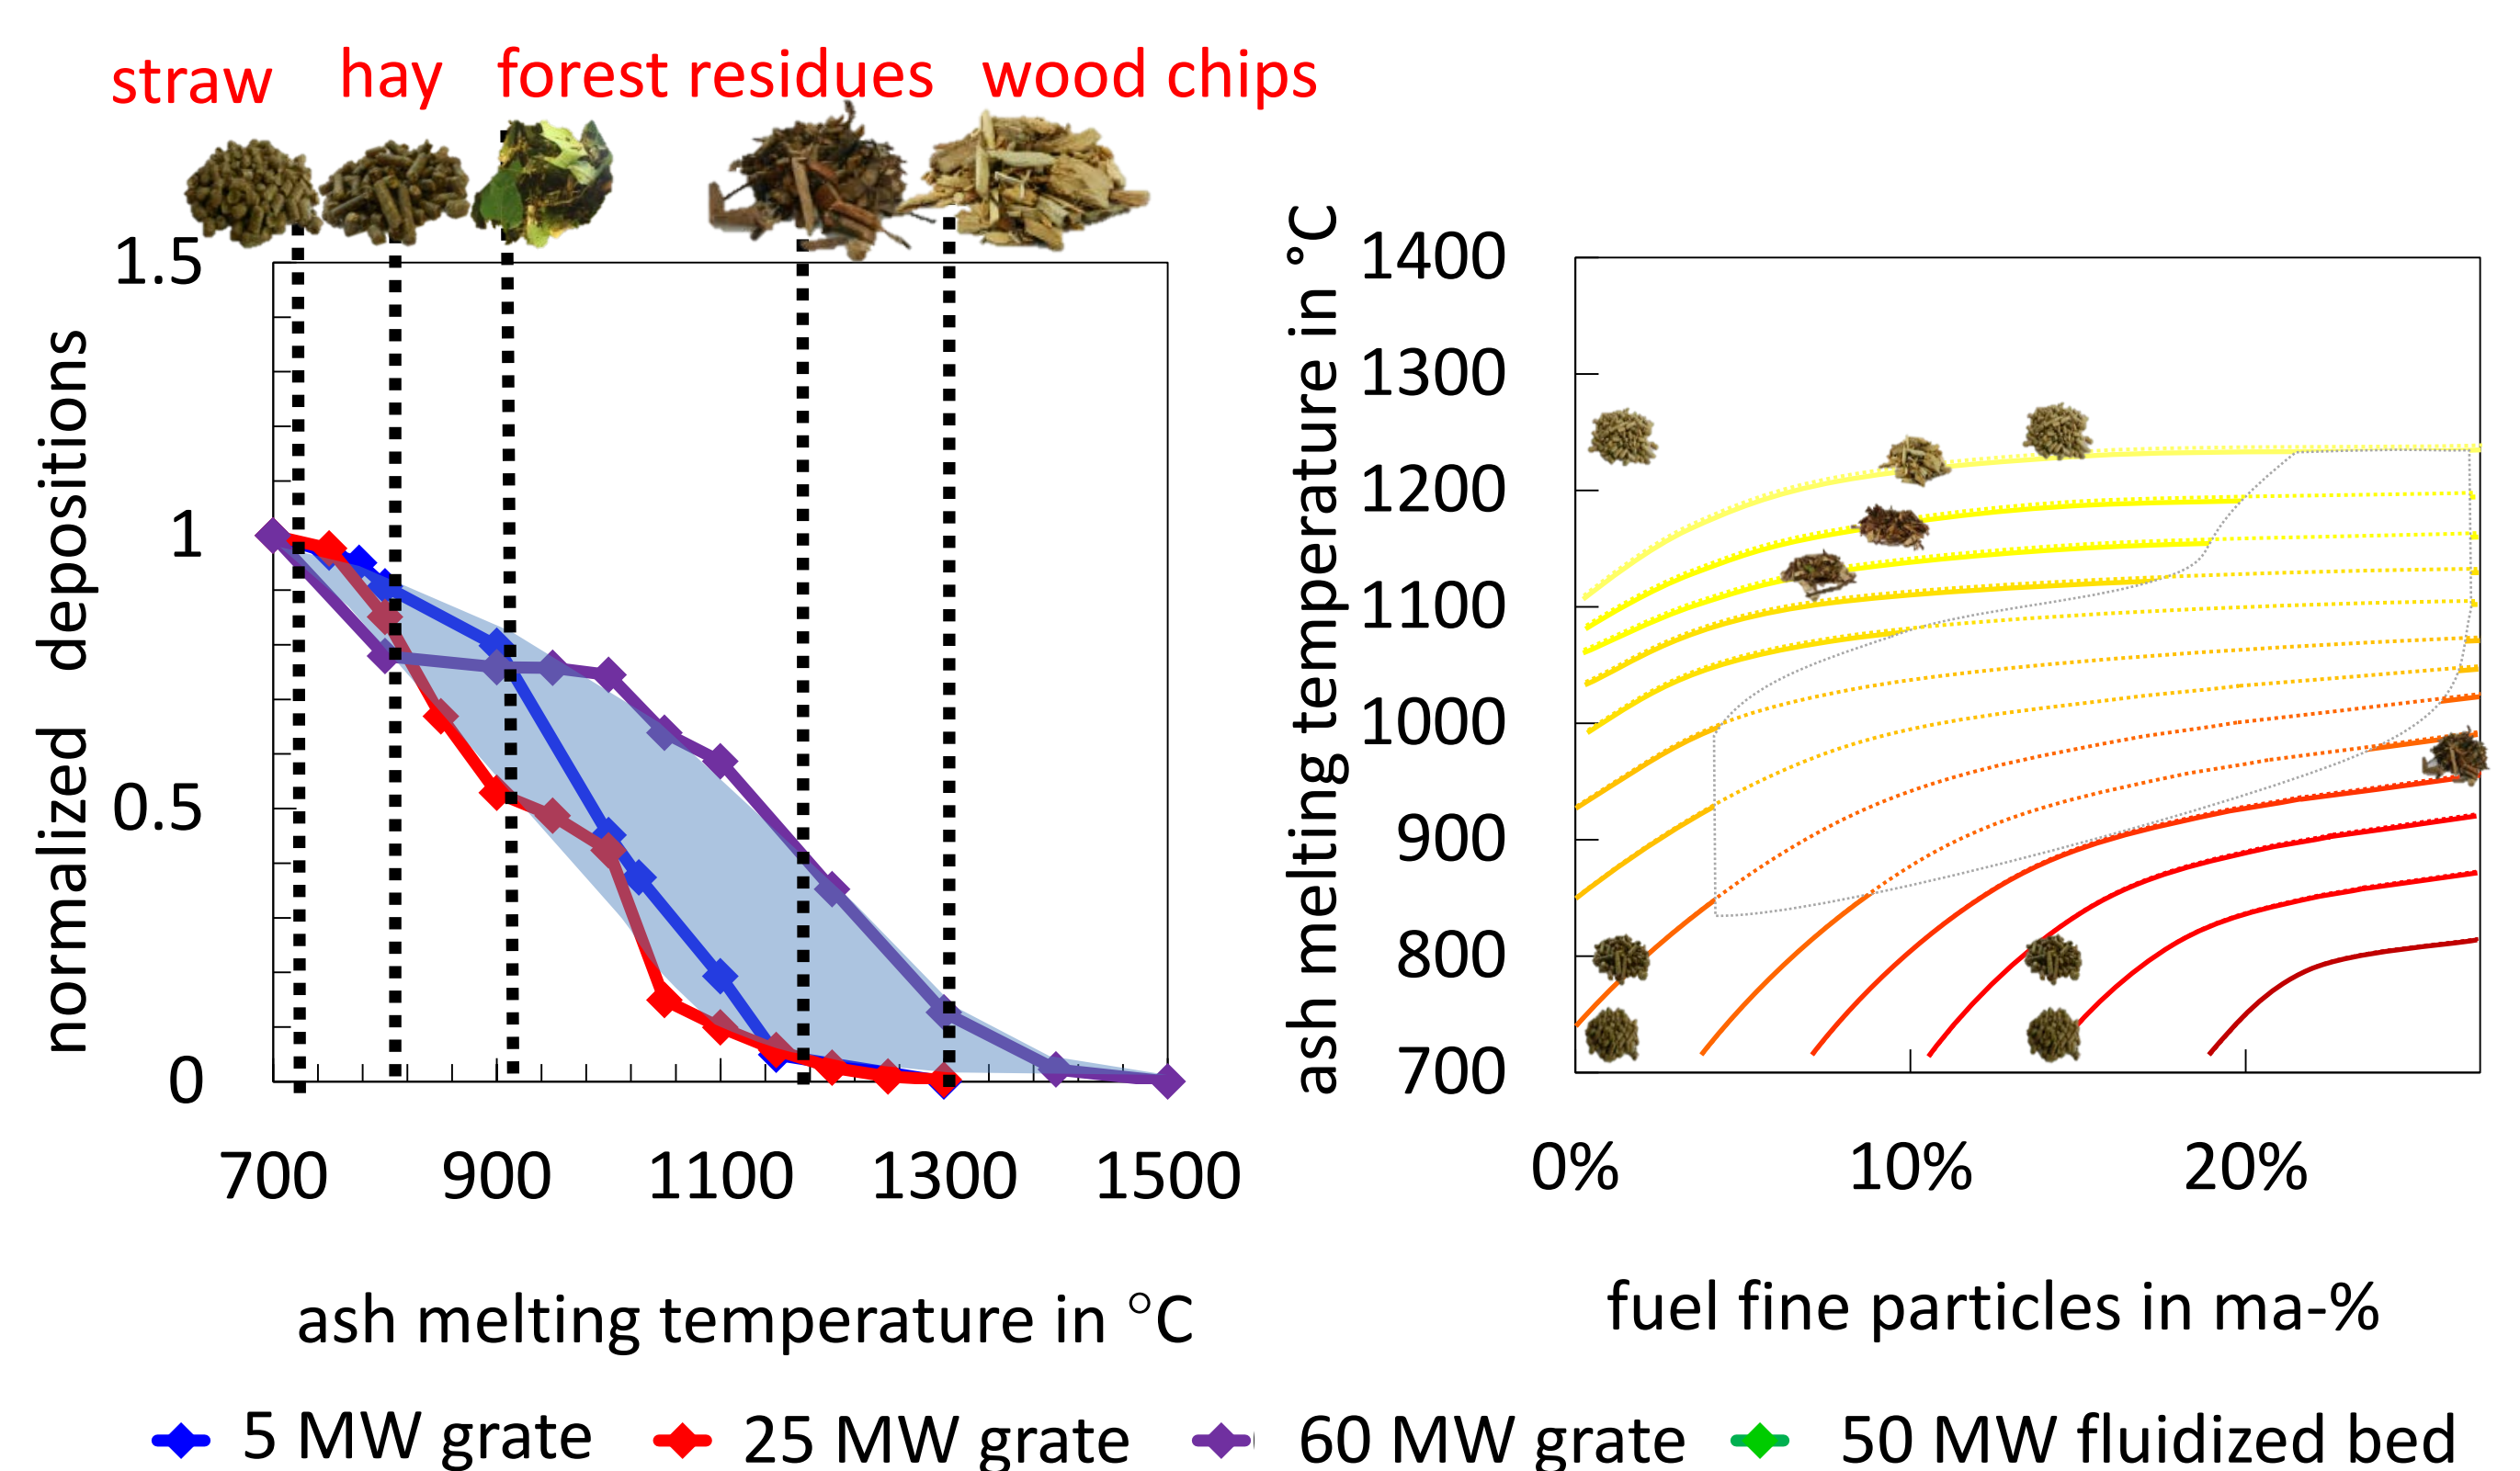 straw hay forest residues wood chips
normalized depositions
1.5
1
0.5
0
700 900 1100 1300 1500
ash melting temperature in °C
ash melting temperature in °C
1400
1300
1200
1100
1000
900
800
700
0% 10% 20%
fuel fine particles in ma-%
5 MW grate 25 MW grate 60 MW grate 50 MW fluidized bed